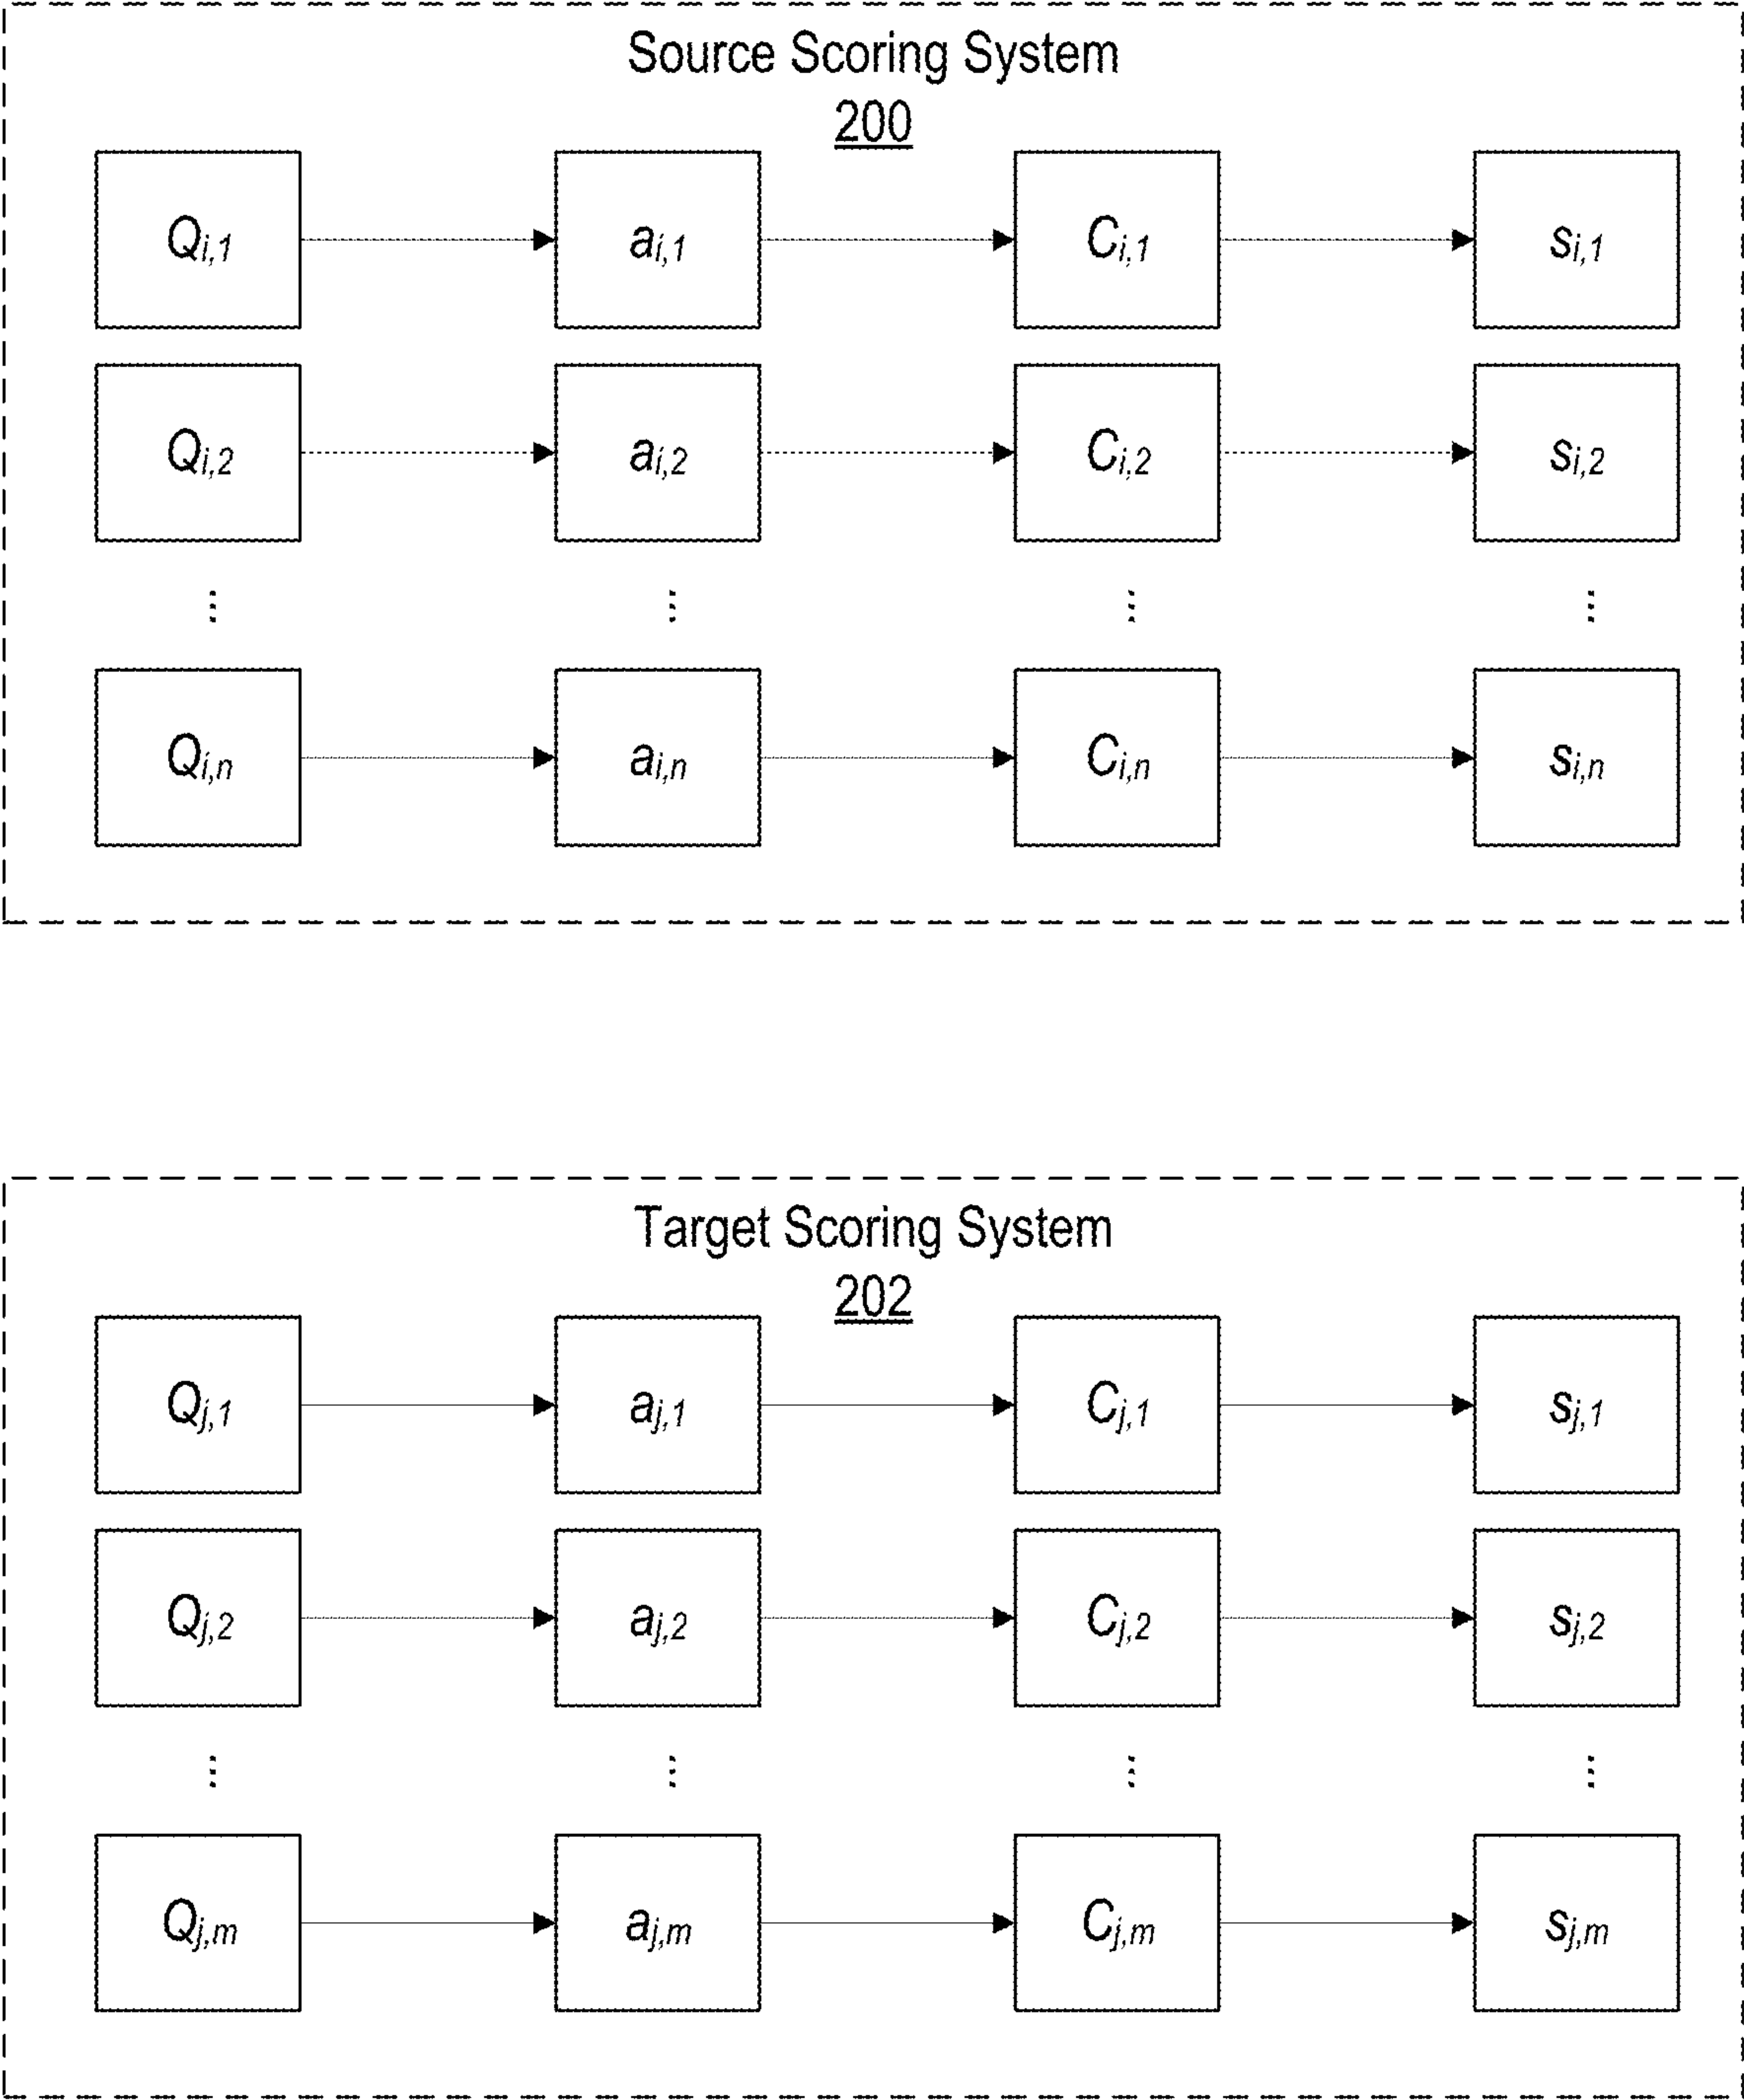 Source Scoring System
200
Qi,1 ai,1 Ci,1 si,1
Qi,2 ai,2 Ci,2 si,2
⋮ ⋮ ⋮ ⋮
Qi,n ai,n Ci,n si,n
Target Scoring System
202
Qj,1 aj,1 Cj,1 sj,1
Qj,2 aj,2 Cj,2 sj,2
⋮ ⋮ ⋮ ⋮
Qj,m aj,m Cj,m sj,m